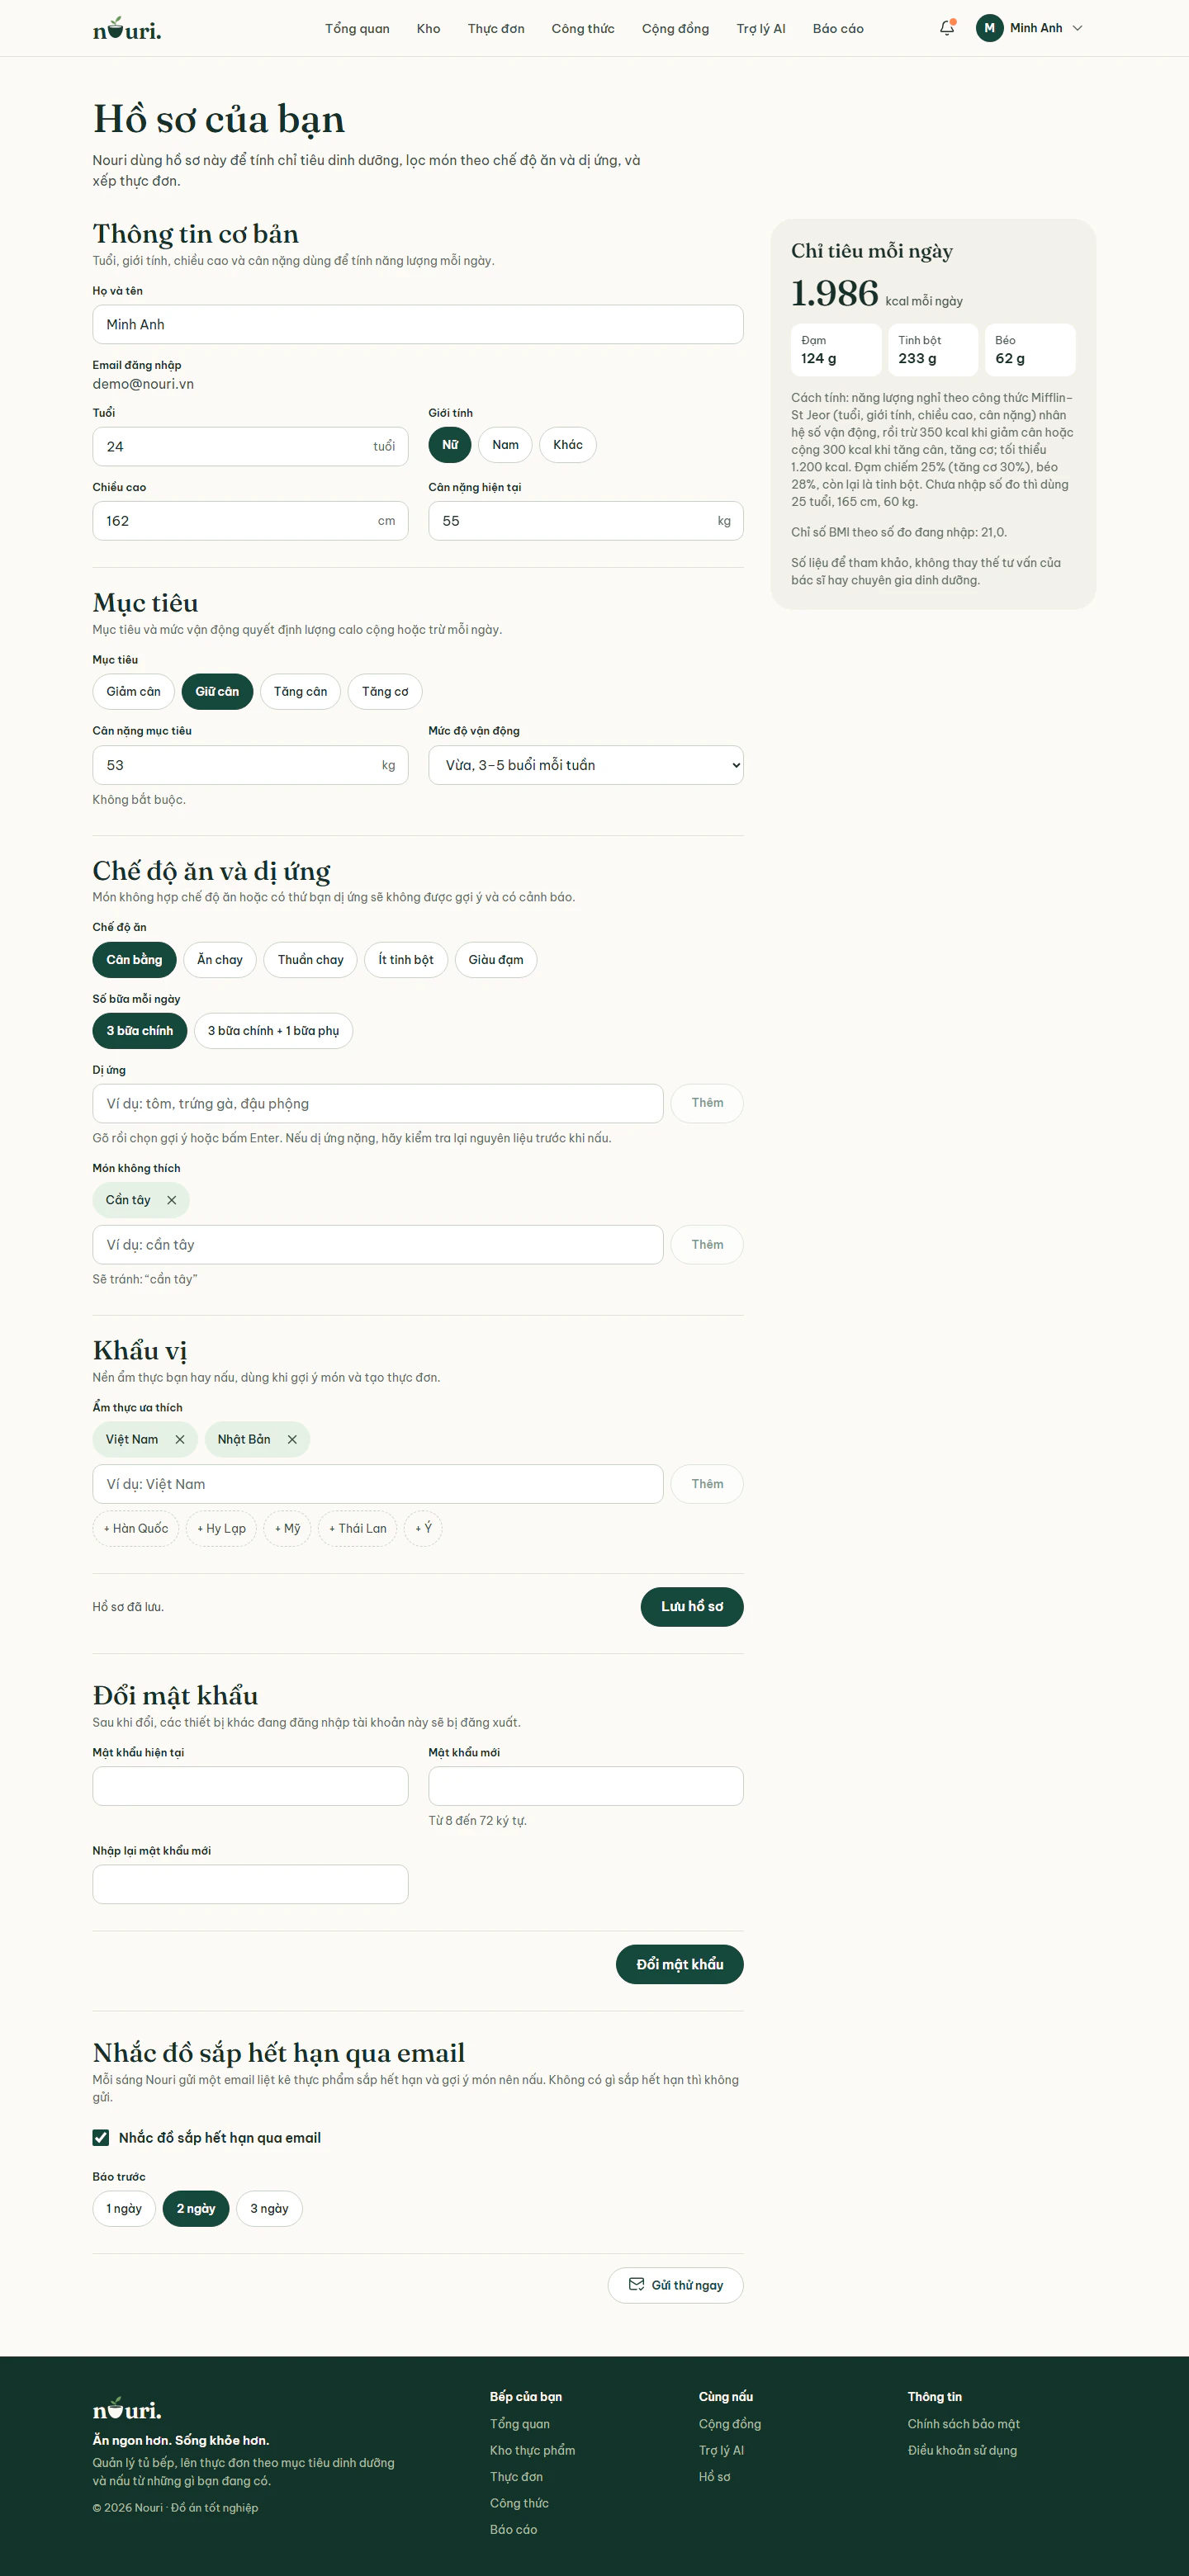 nouri.
Tổng quan
Kho
Thực đơn
Công thức
Cộng đồng
Trợ lý AI
Báo cáo
M
Minh Anh
Hồ sơ của bạn
Nouri dùng hồ sơ này để tính chỉ tiêu dinh dưỡng, lọc món theo chế độ ăn và dị ứng, và
xếp thực đơn.
Thông tin cơ bản
Tuổi, giới tính, chiều cao và cân nặng dùng để tính năng lượng mỗi ngày.
Họ và tên
Minh Anh
Email đăng nhập
demo@nouri.vn
Tuổi
24 tuổi
Giới tính
Nữ
Nam
Khác
Chiều cao
162 cm
Cân nặng hiện tại
55 kg
Chỉ tiêu mỗi ngày
1.986 kcal mỗi ngày
Đạm
124 g
Tinh bột
233 g
Béo
62 g
Cách tính: năng lượng nghỉ theo công thức Mifflin–
St Jeor (tuổi, giới tính, chiều cao, cân nặng) nhân
hệ số vận động, rồi trừ 350 kcal khi giảm cân hoặc
cộng 300 kcal khi tăng cân, tăng cơ; tối thiểu
1.200 kcal. Đạm chiếm 25% (tăng cơ 30%), béo
28%, còn lại là tinh bột. Chưa nhập số đo thì dùng
25 tuổi, 165 cm, 60 kg.
Chỉ số BMI theo số đo đang nhập: 21,0.
Số liệu để tham khảo, không thay thế tư vấn của
bác sĩ hay chuyên gia dinh dưỡng.
Mục tiêu
Mục tiêu và mức vận động quyết định lượng calo cộng hoặc trừ mỗi ngày.
Mục tiêu
Giảm cân
Giữ cân
Tăng cân
Tăng cơ
Cân nặng mục tiêu
53 kg
Không bắt buộc.
Mức độ vận động
Vừa, 3–5 buổi mỗi tuần
Chế độ ăn và dị ứng
Món không hợp chế độ ăn hoặc có thứ bạn dị ứng sẽ không được gợi ý và có cảnh báo.
Chế độ ăn
Cân bằng
Ăn chay
Thuần chay
Ít tinh bột
Giàu đạm
Số bữa mỗi ngày
3 bữa chính
3 bữa chính + 1 bữa phụ
Dị ứng
Ví dụ: tôm, trứng gà, đậu phộng
Thêm
Gõ rồi chọn gợi ý hoặc bấm Enter. Nếu dị ứng nặng, hãy kiểm tra lại nguyên liệu trước khi nấu.
Món không thích
Cần tây
Ví dụ: cần tây
Thêm
Sẽ tránh: “cần tây”
Khẩu vị
Nền ẩm thực bạn hay nấu, dùng khi gợi ý món và tạo thực đơn.
Ẩm thực ưa thích
Việt Nam
Nhật Bản
Ví dụ: Việt Nam
Thêm
+ Hàn Quốc
+ Hy Lạp
+ Mỹ
+ Thái Lan
+ Ý
Hồ sơ đã lưu.
Lưu hồ sơ
Đổi mật khẩu
Sau khi đổi, các thiết bị khác đang đăng nhập tài khoản này sẽ bị đăng xuất.
Mật khẩu hiện tại
Mật khẩu mới
Từ 8 đến 72 ký tự.
Nhập lại mật khẩu mới
Đổi mật khẩu
Nhắc đồ sắp hết hạn qua email
Mỗi sáng Nouri gửi một email liệt kê thực phẩm sắp hết hạn và gợi ý món nên nấu. Không có gì sắp hết hạn thì không
gửi.
Nhắc đồ sắp hết hạn qua email
Báo trước
1 ngày
2 ngày
3 ngày
Gửi thử ngay
nouri.
Ăn ngon hơn. Sống khỏe hơn.
Quản lý tủ bếp, lên thực đơn theo mục tiêu dinh dưỡng
và nấu từ những gì bạn đang có.
© 2026 Nouri · Đồ án tốt nghiệp
Bếp của bạn
Tổng quan
Kho thực phẩm
Thực đơn
Công thức
Báo cáo
Cùng nấu
Cộng đồng
Trợ lý AI
Hồ sơ
Thông tin
Chính sách bảo mật
Điều khoản sử dụng